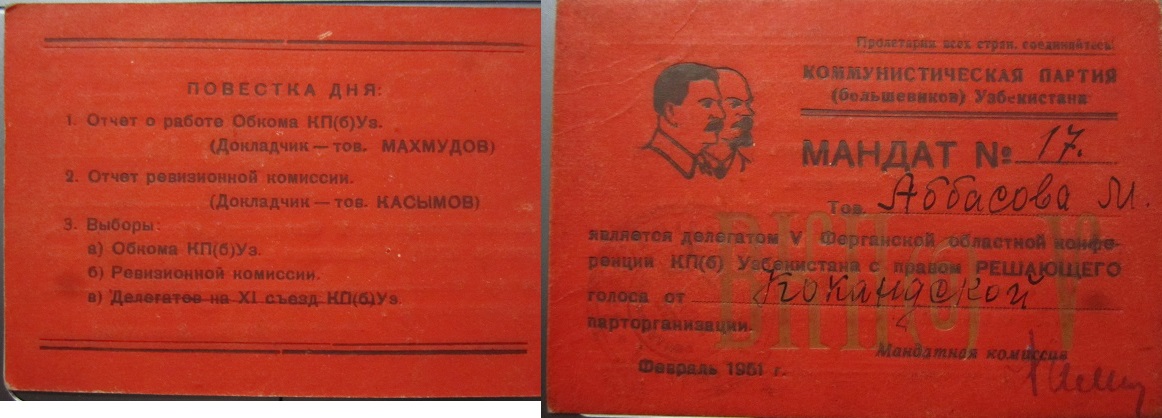 ПОВЕСТКА ДНЯ:
1. Отчет о работе Обкома КП(б)Уз.
(Докладчик — тов. МАХМУДОВ)
2. Отчет ревизионной комиссии.
(Докладчик — тов. КАСЫМОВ)
3. Выборы:
а) Обкома КП(б)Уз.
б) Ревизионной комиссии.
в) Делегатов на XI съезд КП(б)Уз.
Пролетарии всех стран, соединяйтесь!
КОММУНИСТИЧЕСКАЯ ПАРТИЯ
(большевиков) Узбекистана
МАНДАТ № 17.
Тов. Аббасова М.
является делегатом V Ферганской областной конфе-
ренции КП(б) Узбекистана с правом РЕШАЮЩЕГО
голоса от Кокандской
парторганизации.
Мандатная комиссия
Февраль 1951 г.